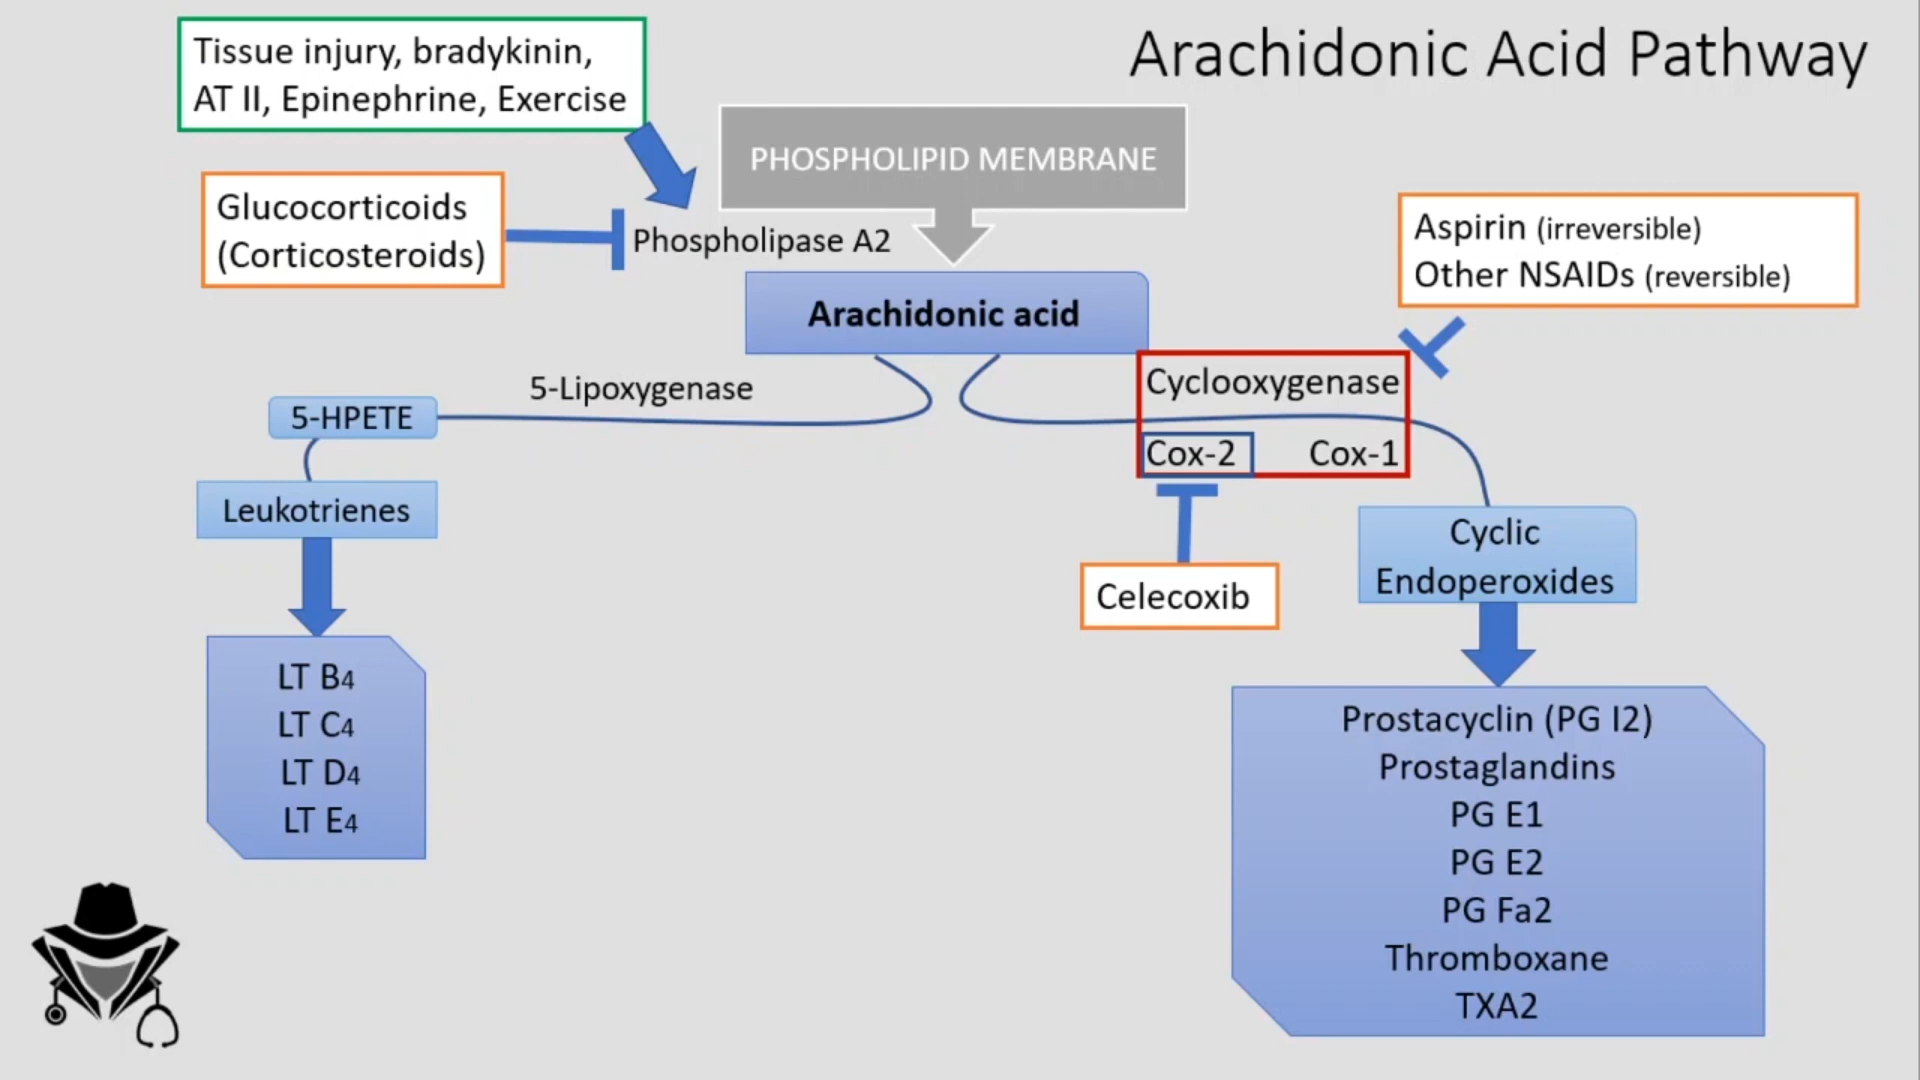 Arachidonic Acid Pathway
Tissue injury, bradykinin,
AT II, Epinephrine, Exercise
PHOSPHOLIPID MEMBRANE
Glucocorticoids
(Corticosteroids)
Phospholipase A2
Aspirin (irreversible)
Other NSAIDs (reversible)
Arachidonic acid
5-Lipoxygenase
Cyclooxygenase
5-HPETE
Cox-2
Cox-1
Leukotrienes
Cyclic
Endoperoxides
Celecoxib
LT B4
LT C4
LT D4
LT E4
Prostacyclin (PG I2)
Prostaglandins
PG E1
PG E2
PG Fa2
Thromboxane
TXA2